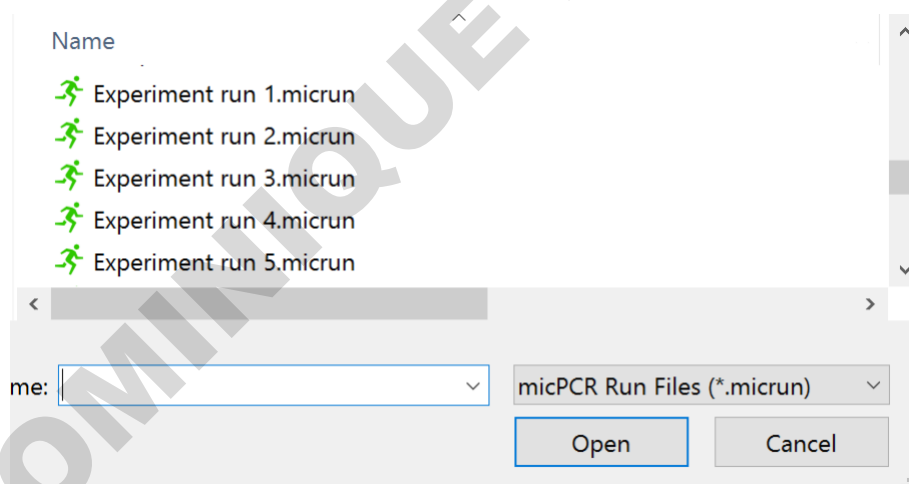 Name
Experiment run 1.micrun
Experiment run 2.micrun
Experiment run 3.micrun
Experiment run 4.micrun
Experiment run 5.micrun
me:
micPCR Run Files (*.micrun)
Open
Cancel
OMINIQUE